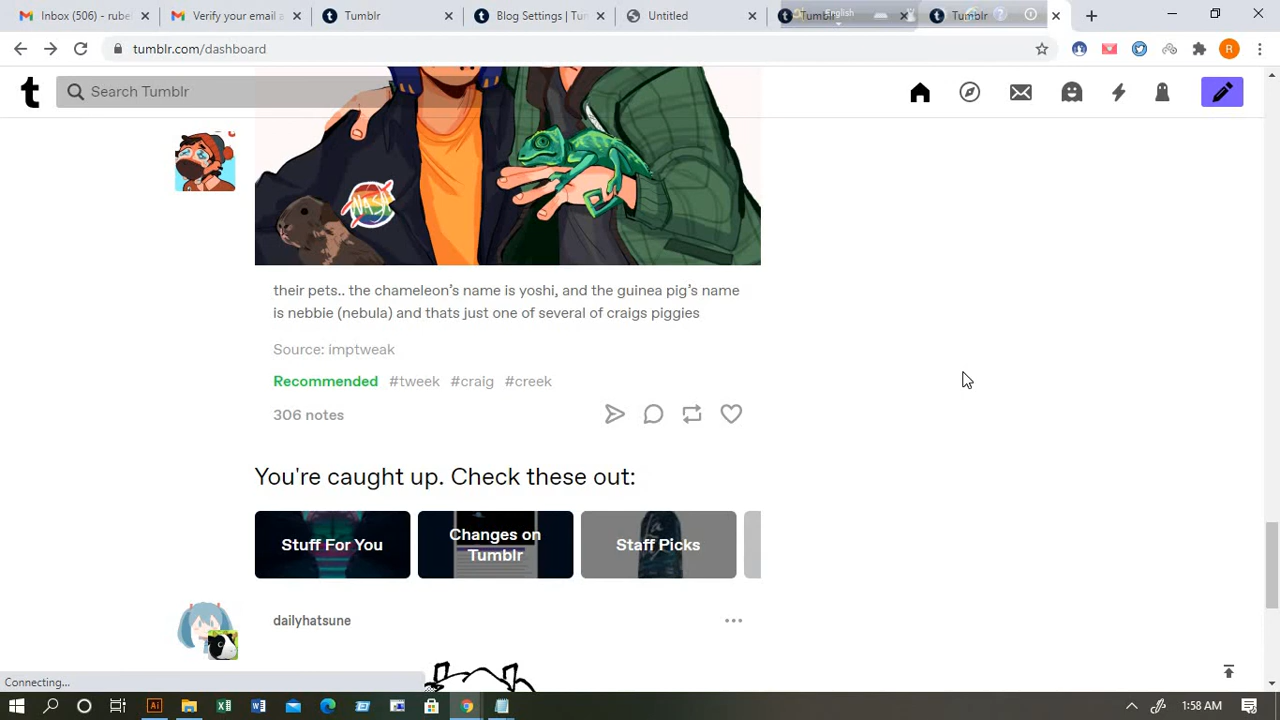 Inbox (506) - rube
Verify your email a
Tumblr
Blog Settings | Tum
Untitled
Tumblr
English
Tumblr
tumblr.com/dashboard
R
t
Search Tumblr
NASA
their pets.. the chameleon's name is yoshi, and the guinea pig's name
is nebbie (nebula) and thats just one of several of craigs piggies
Source: imptweak
Recommended #tweek #craig #creek
306 notes
You're caught up. Check these out:
Stuff For You
Changes on
Tumblr
Staff Picks
dailyhatsune
Connecting...
1:58 AM